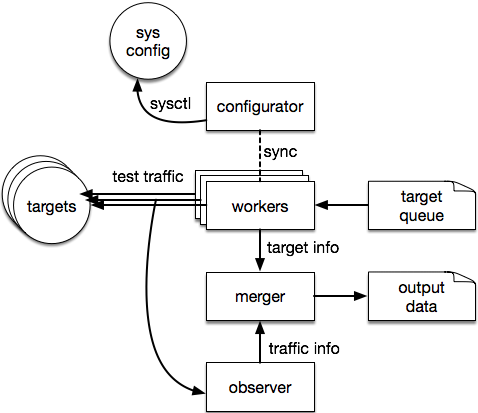 sys
config
sysctl
configurator
sync
test traffic
targets
workers
target
queue
target info
merger
output
data
traffic info
observer